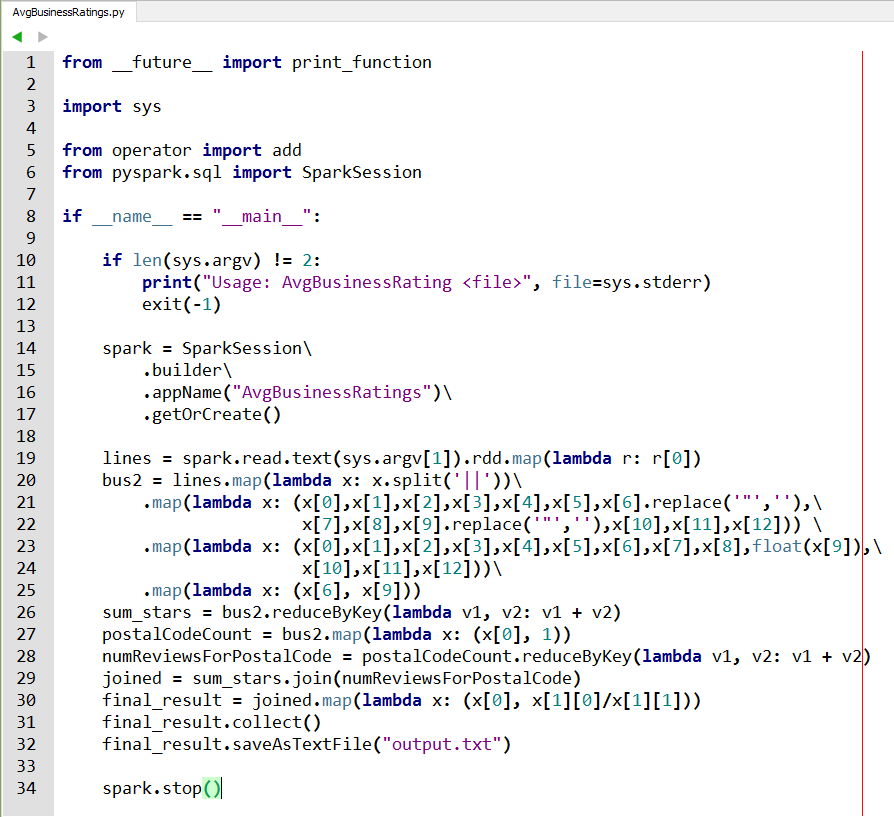 AvgBusinessRatings.py
1 from __future__ import print_function
2
3 import sys
4
5 from operator import add
6 from pyspark.sql import SparkSession
7
8 if __name__ == "__main__":
9
10     if len(sys.argv) != 2:
11         print("Usage: AvgBusinessRating <file>", file=sys.stderr)
12         exit(-1)
13
14     spark = SparkSession\
15         .builder\
16         .appName("AvgBusinessRatings")\
17         .getOrCreate()
18
19     lines = spark.read.text(sys.argv[1]).rdd.map(lambda r: r[0])
20     bus2 = lines.map(lambda x: x.split('||'))\
21         .map(lambda x: (x[0],x[1],x[2],x[3],x[4],x[5],x[6].replace('"',''),\
22                         x[7],x[8],x[9].replace('"',''),x[10],x[11],x[12])) \
23         .map(lambda x: (x[0],x[1],x[2],x[3],x[4],x[5],x[6],x[7],x[8],float(x[9]),\
24                         x[10],x[11],x[12]))\
25         .map(lambda x: (x[6], x[9]))
26     sum_stars = bus2.reduceByKey(lambda v1, v2: v1 + v2)
27     postalCodeCount = bus2.map(lambda x: (x[0], 1))
28     numReviewsForPostalCode = postalCodeCount.reduceByKey(lambda v1, v2: v1 + v2)
29     joined = sum_stars.join(numReviewsForPostalCode)
30     final_result = joined.map(lambda x: (x[0], x[1][0]/x[1][1]))
31     final_result.collect()
32     final_result.saveAsTextFile("output.txt")
33
34     spark.stop()